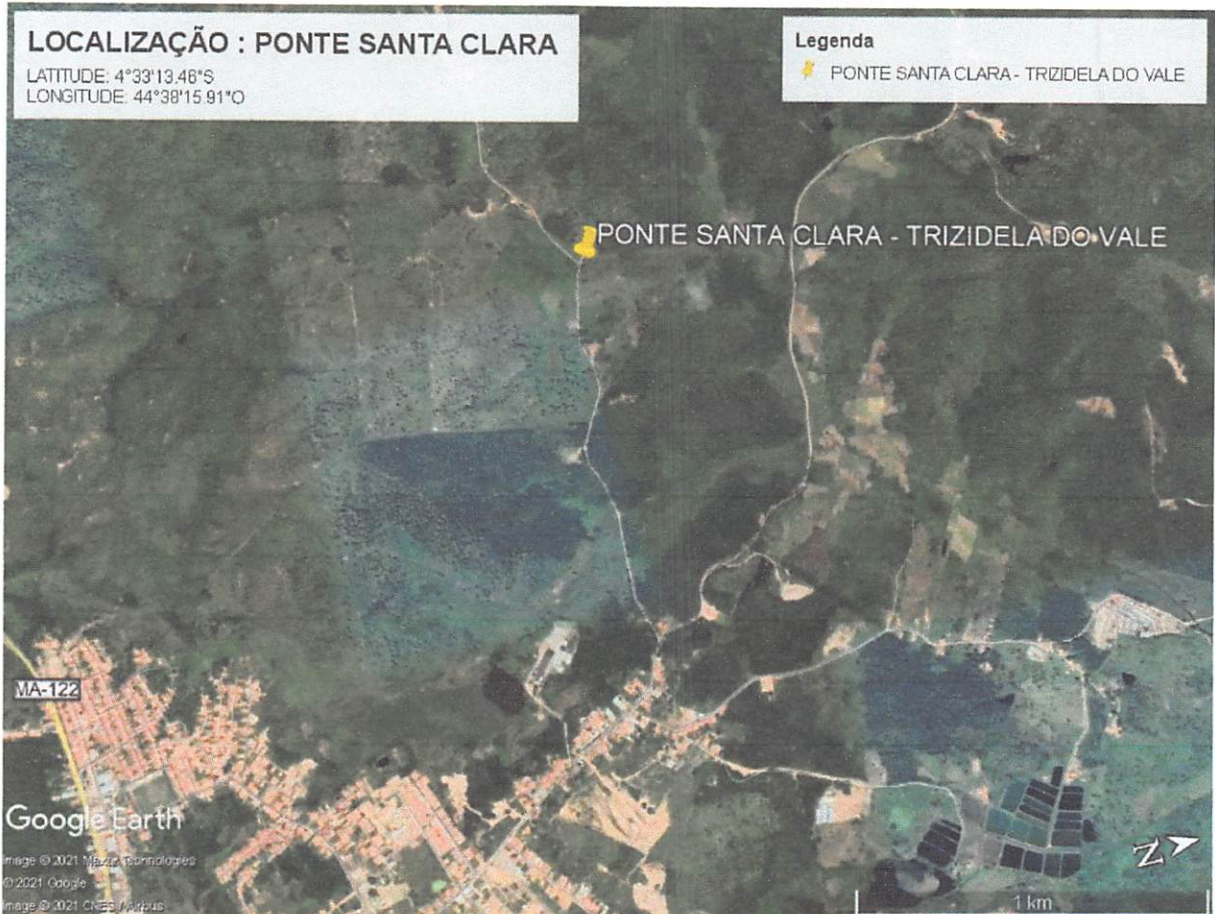 LOCALIZAÇÃO : PONTE SANTA CLARA
LATITUDE: 4°33'13.46"S
LONGITUDE: 44°38'15.91"O
Legenda
PONTE SANTA CLARA - TRIZIDELA DO VALE
PONTE SANTA CLARA - TRIZIDELA DO VALE
MA-122
Google Earth
Image © 2021 Maxar Technologies
© 2021 Google
Image © 2021 CNES / Airbus
N
1 km